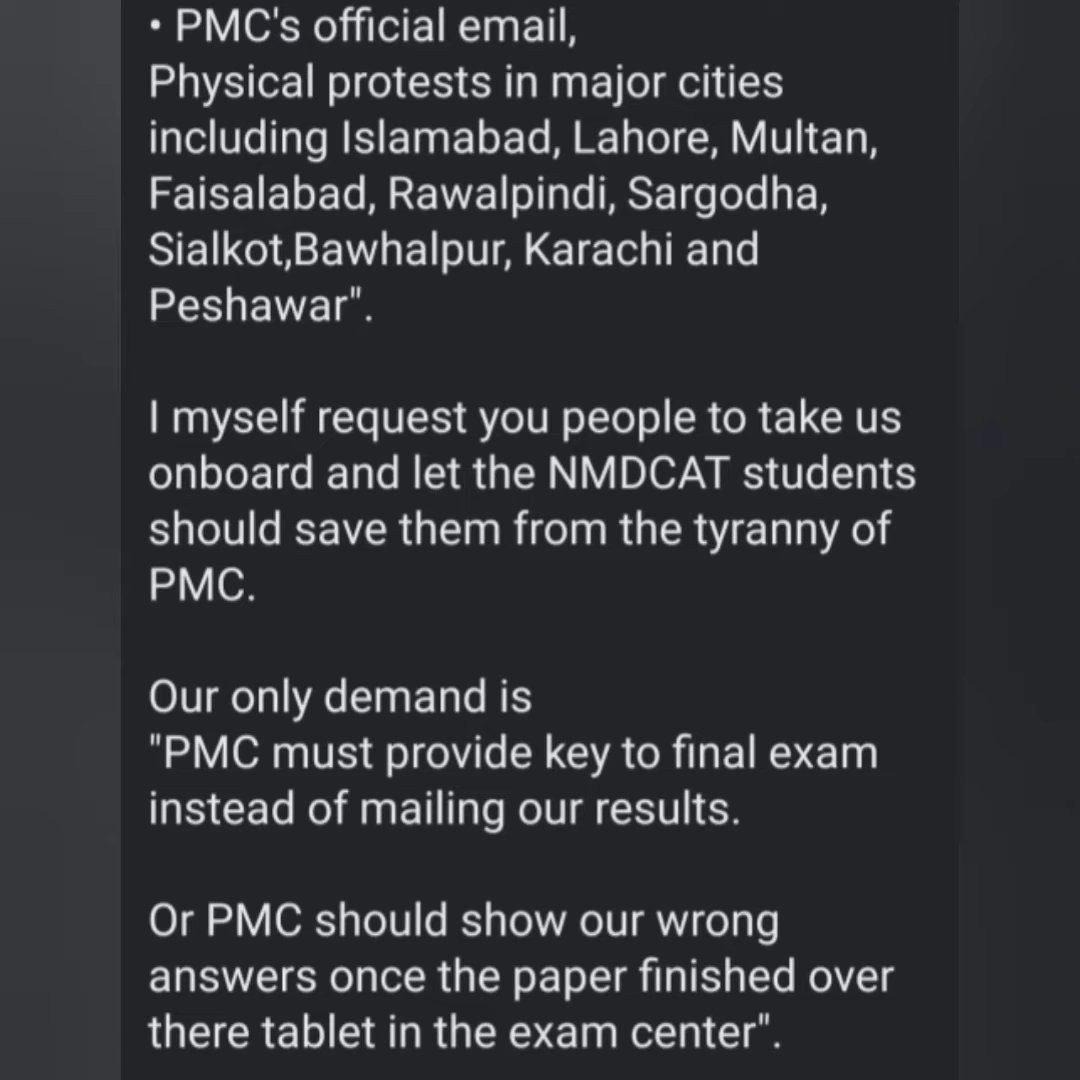 • PMC's official email,
Physical protests in major cities
including Islamabad, Lahore, Multan,
Faisalabad, Rawalpindi, Sargodha,
Sialkot,Bawhalpur, Karachi and
Peshawar".
I myself request you people to take us
onboard and let the NMDCAT students
should save them from the tyranny of
PMC.
Our only demand is
"PMC must provide key to final exam
instead of mailing our results.
Or PMC should show our wrong
answers once the paper finished over
there tablet in the exam center".